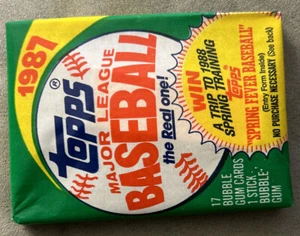 1987
TOPPS®
MAJOR LEAGUE
BASEBALL
the Real one!
WIN
A TRIP TO 1988
SPRING TRAINING
TOPPS
"SPRING FEVER BASEBALL"
(Entry Form Inside)
NO PURCHASE NECESSARY (See back)
17 BUBBLE
GUM CARDS
1 STICK-
BUBBLE
GUM